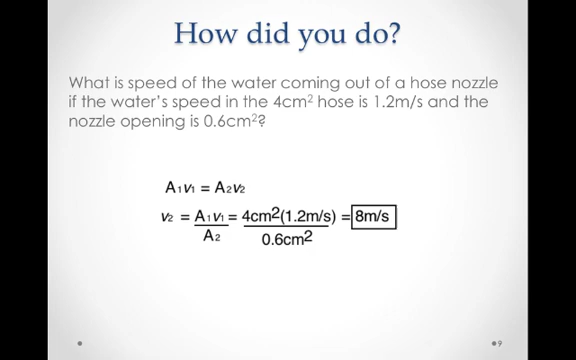 How did you do?
What is speed of the water coming out of a hose nozzle
if the water's speed in the 4cm² hose is 1.2m/s and the
nozzle opening is 0.6cm²?
A₁v₁ = A₂v₂
v₂ = A₁v₁ = 4cm²(1.2m/s) = 8m/s
A₂ 0.6cm²
9